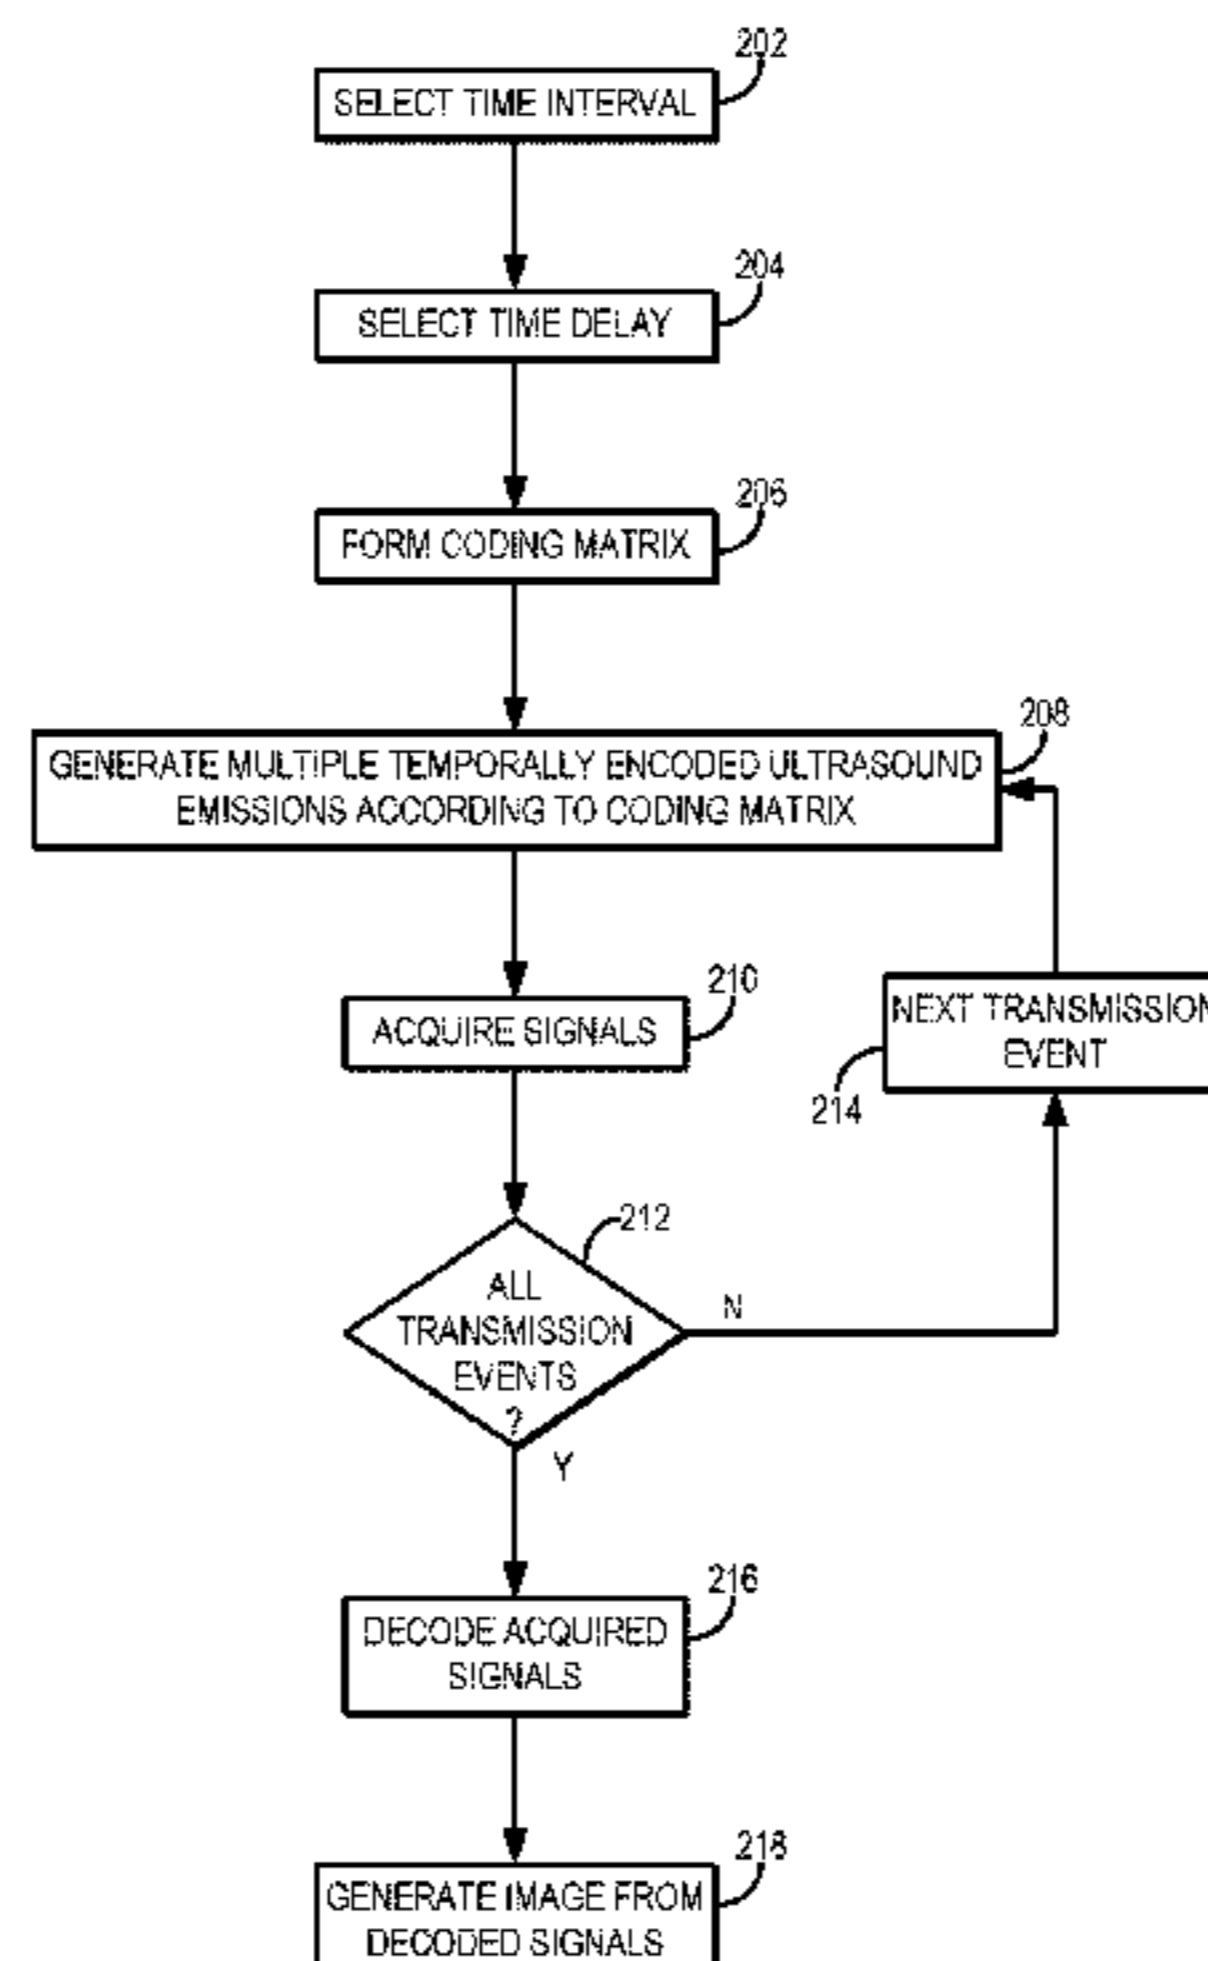 202
SELECT TIME INTERVAL
204
SELECT TIME DELAY
206
FORM CODING MATRIX
208
GENERATE MULTIPLE TEMPORALLY ENCODED ULTRASOUND
EMISSIONS ACCORDING TO CODING MATRIX
210
ACQUIRE SIGNALS
NEXT TRANSMISSION
EVENT
214
212
ALL
TRANSMISSION
EVENTS
?
N
Y
216
DECODE ACQUIRED
SIGNALS
218
GENERATE IMAGE FROM
DECODED SIGNALS